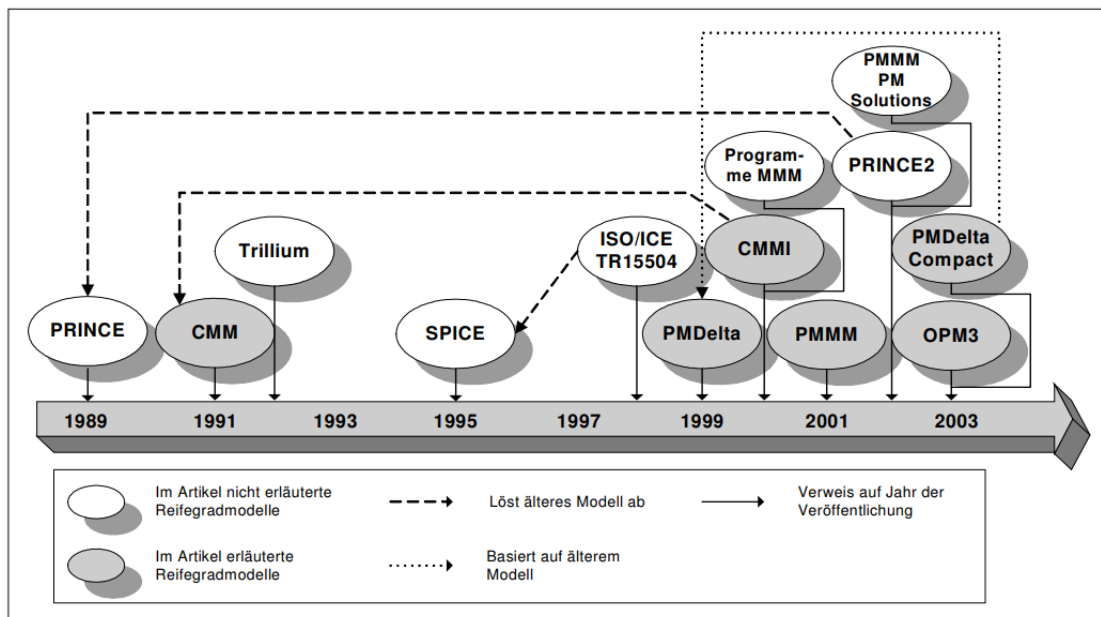 PMMM
PM
Solutions
Program-
me MMM
PRINCE2
Trillium
ISO/ICE
TR15504
CMMI
PMDelta
Compact
PRINCE
CMM
SPICE
PMDelta
PMMM
OPM3
1989
1991
1993
1995
1997
1999
2001
2003
Im Artikel nicht erläuterte
Reifegradmodelle
Löst älteres Modell ab
Verweis auf Jahr der
Veröffentlichung
Im Artikel erläuterte
Reifegradmodelle
Basiert auf älterem
Modell